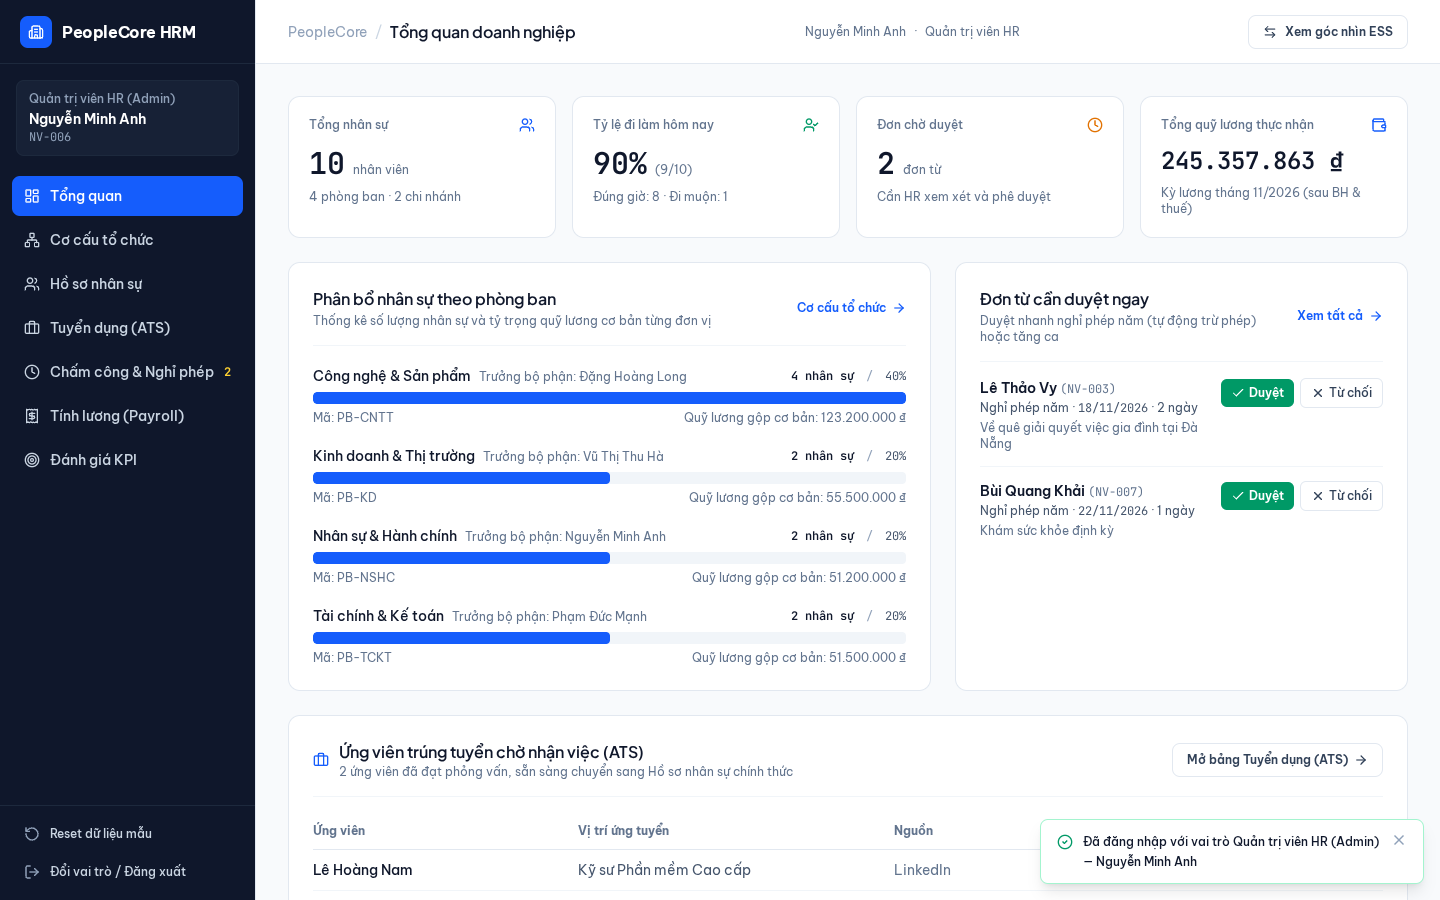 PeopleCore HRM
Quản trị viên HR (Admin)
Nguyễn Minh Anh
NV-006
Tổng quan
Cơ cấu tổ chức
Hồ sơ nhân sự
Tuyển dụng (ATS)
Chấm công & Nghỉ phép 2
Tính lương (Payroll)
Đánh giá KPI
Reset dữ liệu mẫu
Đổi vai trò / Đăng xuất
PeopleCore / Tổng quan doanh nghiệp
Nguyễn Minh Anh · Quản trị viên HR
Xem góc nhìn ESS
Tổng nhân sự
10 nhân viên
4 phòng ban · 2 chi nhánh
Tỷ lệ đi làm hôm nay
90% (9/10)
Đúng giờ: 8 · Đi muộn: 1
Đơn chờ duyệt
2 đơn từ
Cần HR xem xét và phê duyệt
Tổng quỹ lương thực nhận
245.357.863 ₫
Kỳ lương tháng 11/2026 (sau BH &
thuế)
Phân bổ nhân sự theo phòng ban
Thống kê số lượng nhân sự và tỷ trọng quỹ lương cơ bản từng đơn vị
Cơ cấu tổ chức
Công nghệ & Sản phẩm Trưởng bộ phận: Đặng Hoàng Long 4 nhân sự / 40%
Mã: PB-CNTT Quỹ lương gộp cơ bản: 123.200.000 ₫
Kinh doanh & Thị trường Trưởng bộ phận: Vũ Thị Thu Hà 2 nhân sự / 20%
Mã: PB-KD Quỹ lương gộp cơ bản: 55.500.000 ₫
Nhân sự & Hành chính Trưởng bộ phận: Nguyễn Minh Anh 2 nhân sự / 20%
Mã: PB-NSHC Quỹ lương gộp cơ bản: 51.200.000 ₫
Tài chính & Kế toán Trưởng bộ phận: Phạm Đức Mạnh 2 nhân sự / 20%
Mã: PB-TCKT Quỹ lương gộp cơ bản: 51.500.000 ₫
Đơn từ cần duyệt ngay
Duyệt nhanh nghỉ phép năm (tự động trừ phép)
hoặc tăng ca
Xem tất cả
Lê Thảo Vy (NV-003)
Nghỉ phép năm · 18/11/2026 · 2 ngày
Về quê giải quyết việc gia đình tại Đà
Nẵng
Duyệt Từ chối
Bùi Quang Khải (NV-007)
Nghỉ phép năm · 22/11/2026 · 1 ngày
Khám sức khỏe định kỳ
Duyệt Từ chối
Ứng viên trúng tuyển chờ nhận việc (ATS)
2 ứng viên đã đạt phỏng vấn, sẵn sàng chuyển sang Hồ sơ nhân sự chính thức
Mở bảng Tuyển dụng (ATS)
Ứng viên Vị trí ứng tuyển Nguồn
Lê Hoàng Nam Kỹ sư Phần mềm Cao cấp LinkedIn
Đã đăng nhập với vai trò Quản trị viên HR (Admin)
— Nguyễn Minh Anh